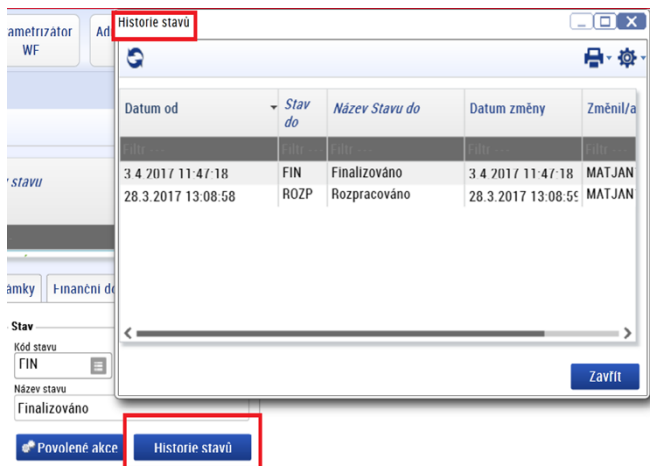 Historie stavů
ametrizátor
WF
Ad
Datum od
Stav
do
Název Stavu do
Datum změny
Změnil/a
Filtr --- Filtr --- Filtr --- Filtr --- Filtr ---
3.4.2017 11:47:18 FIN Finalizováno 3.4.2017 11:47:18 MATJAN
28.3.2017 13:08:58 ROZP Rozpracováno 28.3.2017 13:08:59 MATJAN
stavu
ámky Finanční do
Stav
Kód stavu
FIN
Název stavu
Finalizováno
Zavřít
Povolené akce Historie stavů